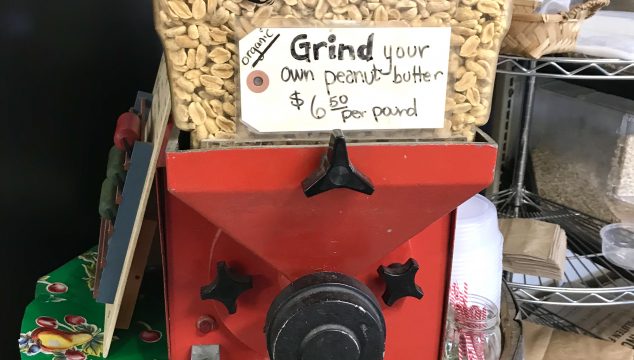 organic
Grind your
own peanut-butter
$6.50 per pound